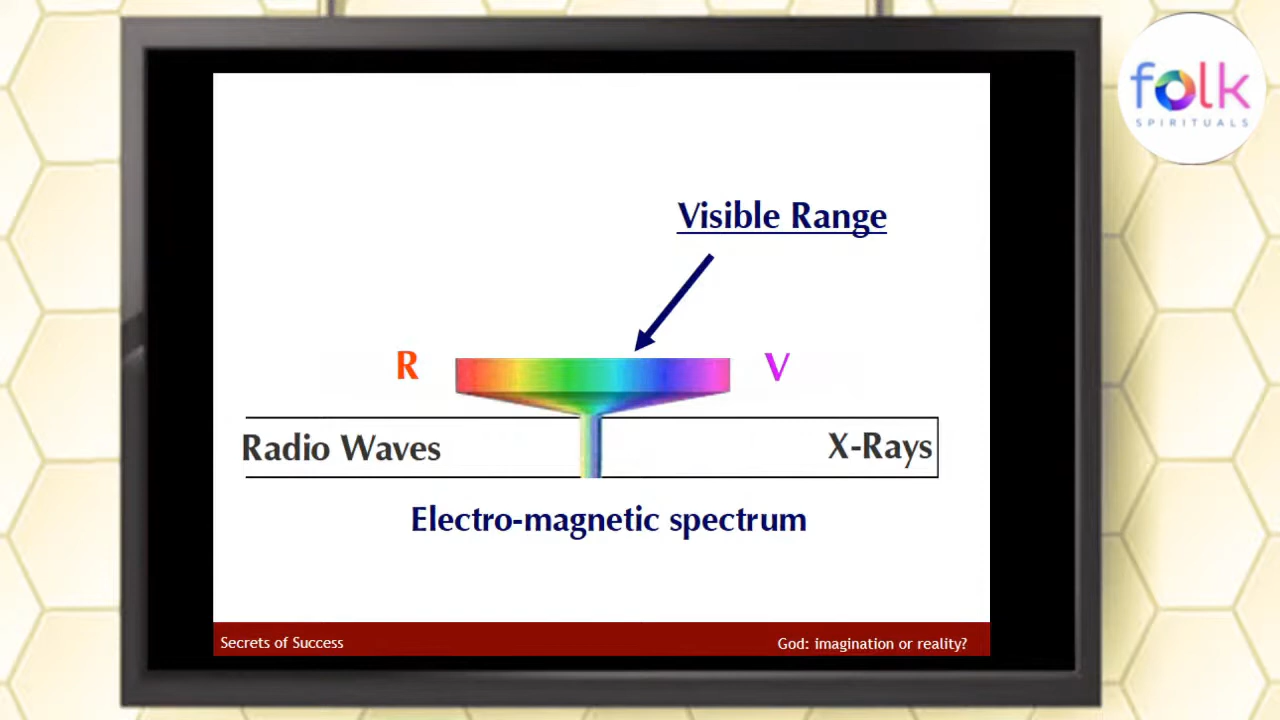 folk
SPIRITUALS
Visible Range
R
V
Radio Waves
X-Rays
Electro-magnetic spectrum
Secrets of Success
God: imagination or reality?